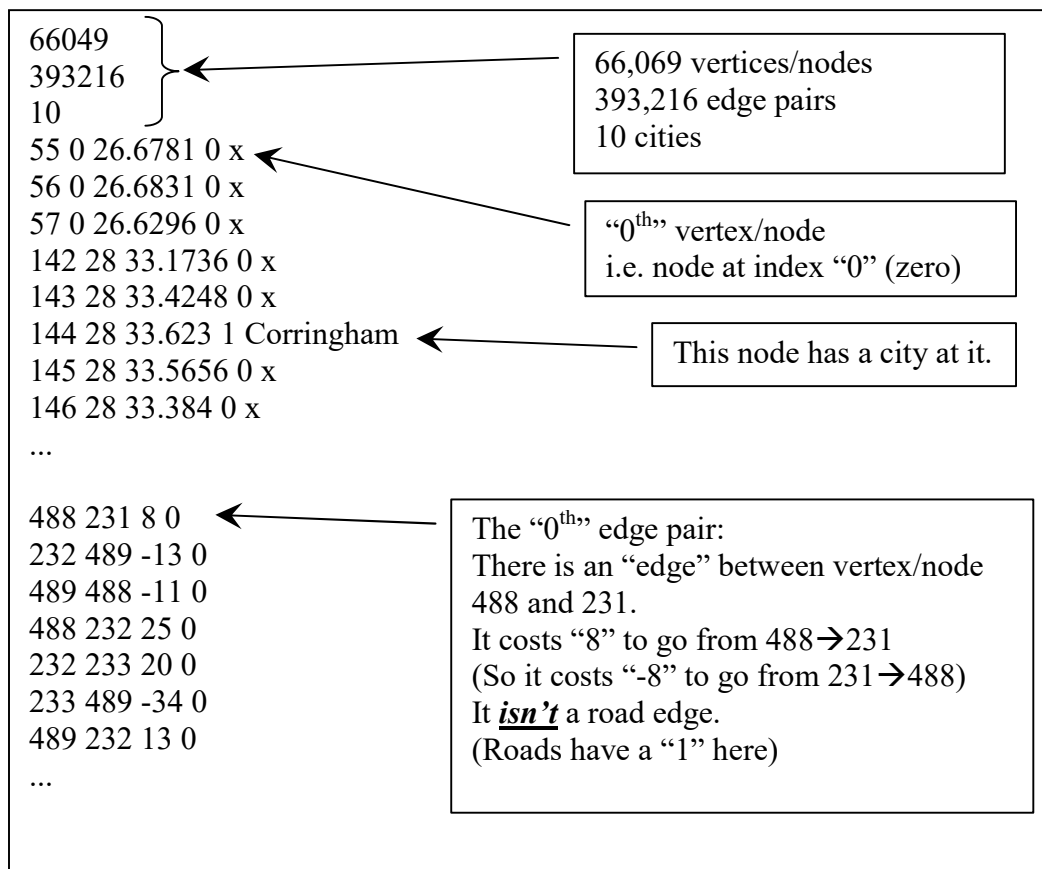 66049
393216
10
55 0 26.6781 0 x
56 0 26.6831 0 x
57 0 26.6296 0 x
142 28 33.1736 0 x
143 28 33.4248 0 x
144 28 33.623 1 Corringham
145 28 33.5656 0 x
146 28 33.384 0 x
...
488 231 8 0
232 489 -13 0
489 488 -11 0
488 232 25 0
232 233 20 0
233 489 -34 0
489 232 13 0
...
66,069 vertices/nodes
393,216 edge pairs
10 cities
“0th” vertex/node
i.e. node at index “0” (zero)
This node has a city at it.
The “0th” edge pair:
There is an “edge” between vertex/node
488 and 231.
It costs “8” to go from 488→231
(So it costs “-8” to go from 231→488)
It isn’t a road edge.
(Roads have a “1” here)